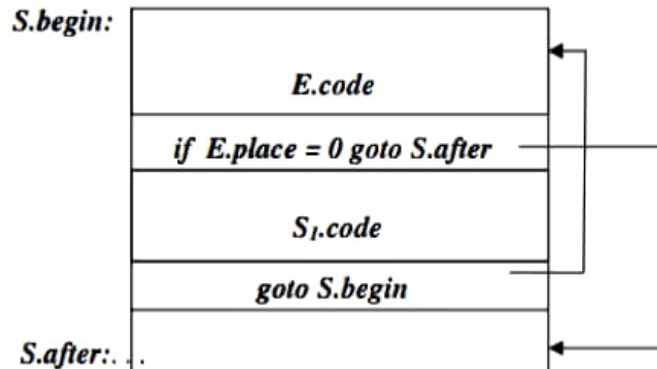 S.begin:
E.code
if E.place = 0 goto S.after
S₁.code
goto S.begin
S.after:. . .